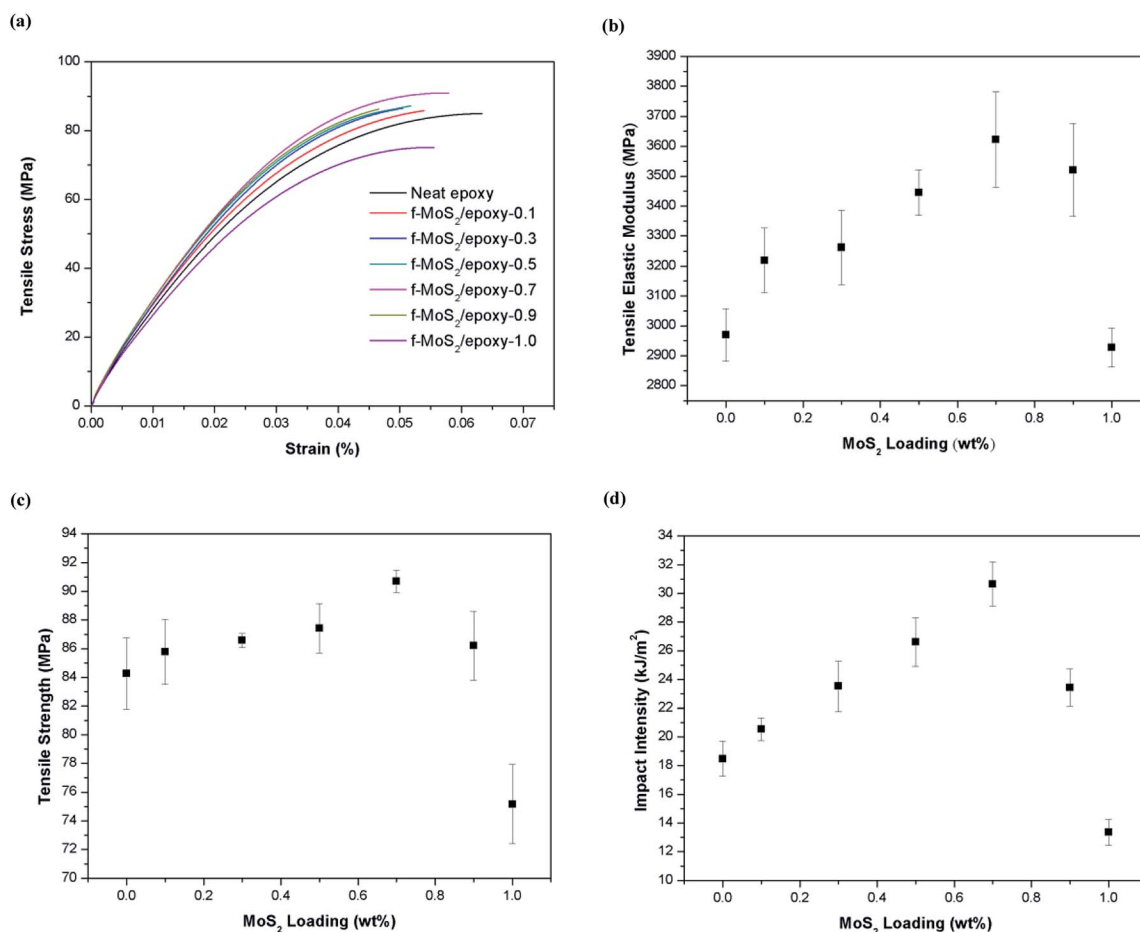 (a)
100
80
60
40
20
0
Tensile Stress (MPa)
Neat epoxy
f-MoS₂/epoxy-0.1
f-MoS₂/epoxy-0.3
f-MoS₂/epoxy-0.5
f-MoS₂/epoxy-0.7
f-MoS₂/epoxy-0.9
f-MoS₂/epoxy-1.0
0.00 0.01 0.02 0.03 0.04 0.05 0.06 0.07
Strain (%)
(b)
3900
3800
3700
3600
3500
3400
3300
3200
3100
3000
2900
2800
Tensile Elastic Modulus (MPa)
0.0 0.2 0.4 0.6 0.8 1.0
MoS₂ Loading (wt%)
(c)
94
92
90
88
86
84
82
80
78
76
74
72
70
Tensile Strength (MPa)
0.0 0.2 0.4 0.6 0.8 1.0
MoS₂ Loading (wt%)
(d)
34
32
30
28
26
24
22
20
18
16
14
12
10
Impact Intensity (kJ/m²)
0.0 0.2 0.4 0.6 0.8 1.0
MoS₂ Loading (wt%)